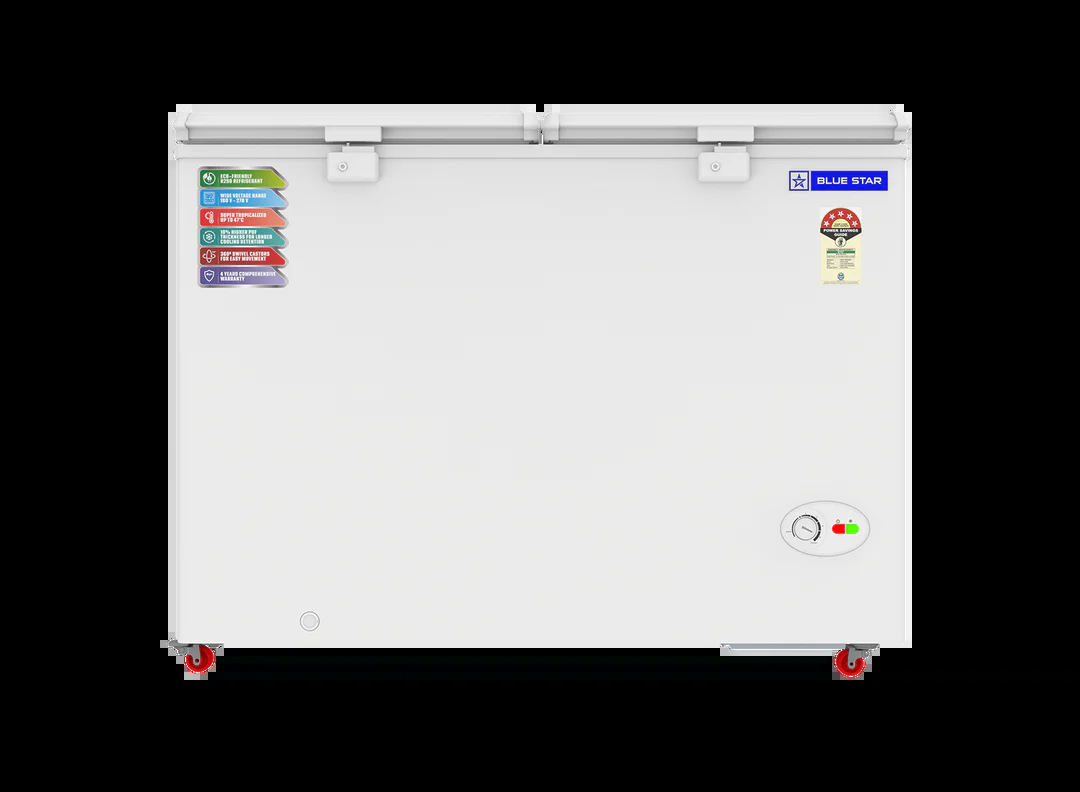 ECO-FRIENDLY
R290 REFRIGERANT
WIDE VOLTAGE RANGE
160 V - 270 V
SUPER TROPICALIZED
UP TO 47°C
10% HIGHER PUF
THICKNESS FOR LONGER
COOLING RETENTION
360° SWIVEL CASTORS
FOR EASY MOVEMENT
4 YEARS COMPREHENSIVE
WARRANTY
BLUE STAR
POWER SAVINGS
GUIDE